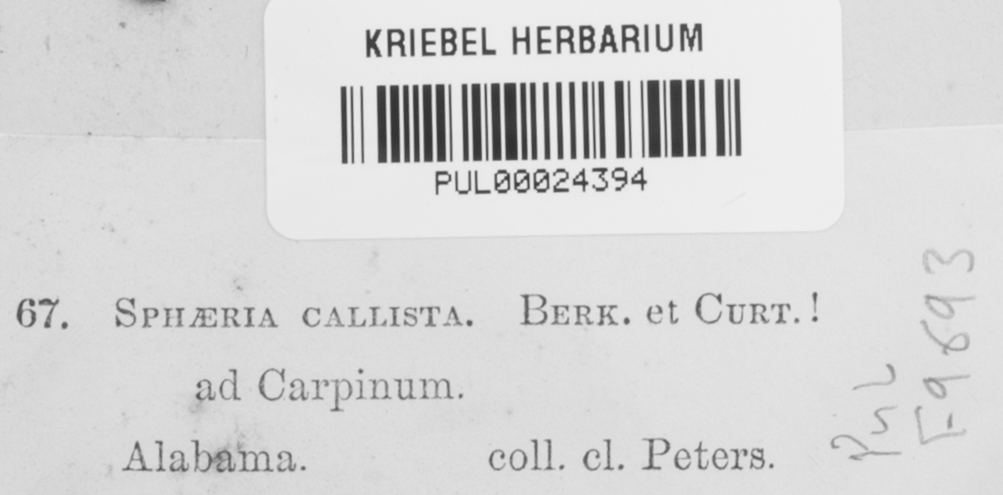 KRIEBEL HERBARIUM
PUL00024394
67. SPHÆRIA CALLISTA. BERK. et CURT.!
ad Carpinum.
Alabama. coll. cl. Peters.
PuL
F9693